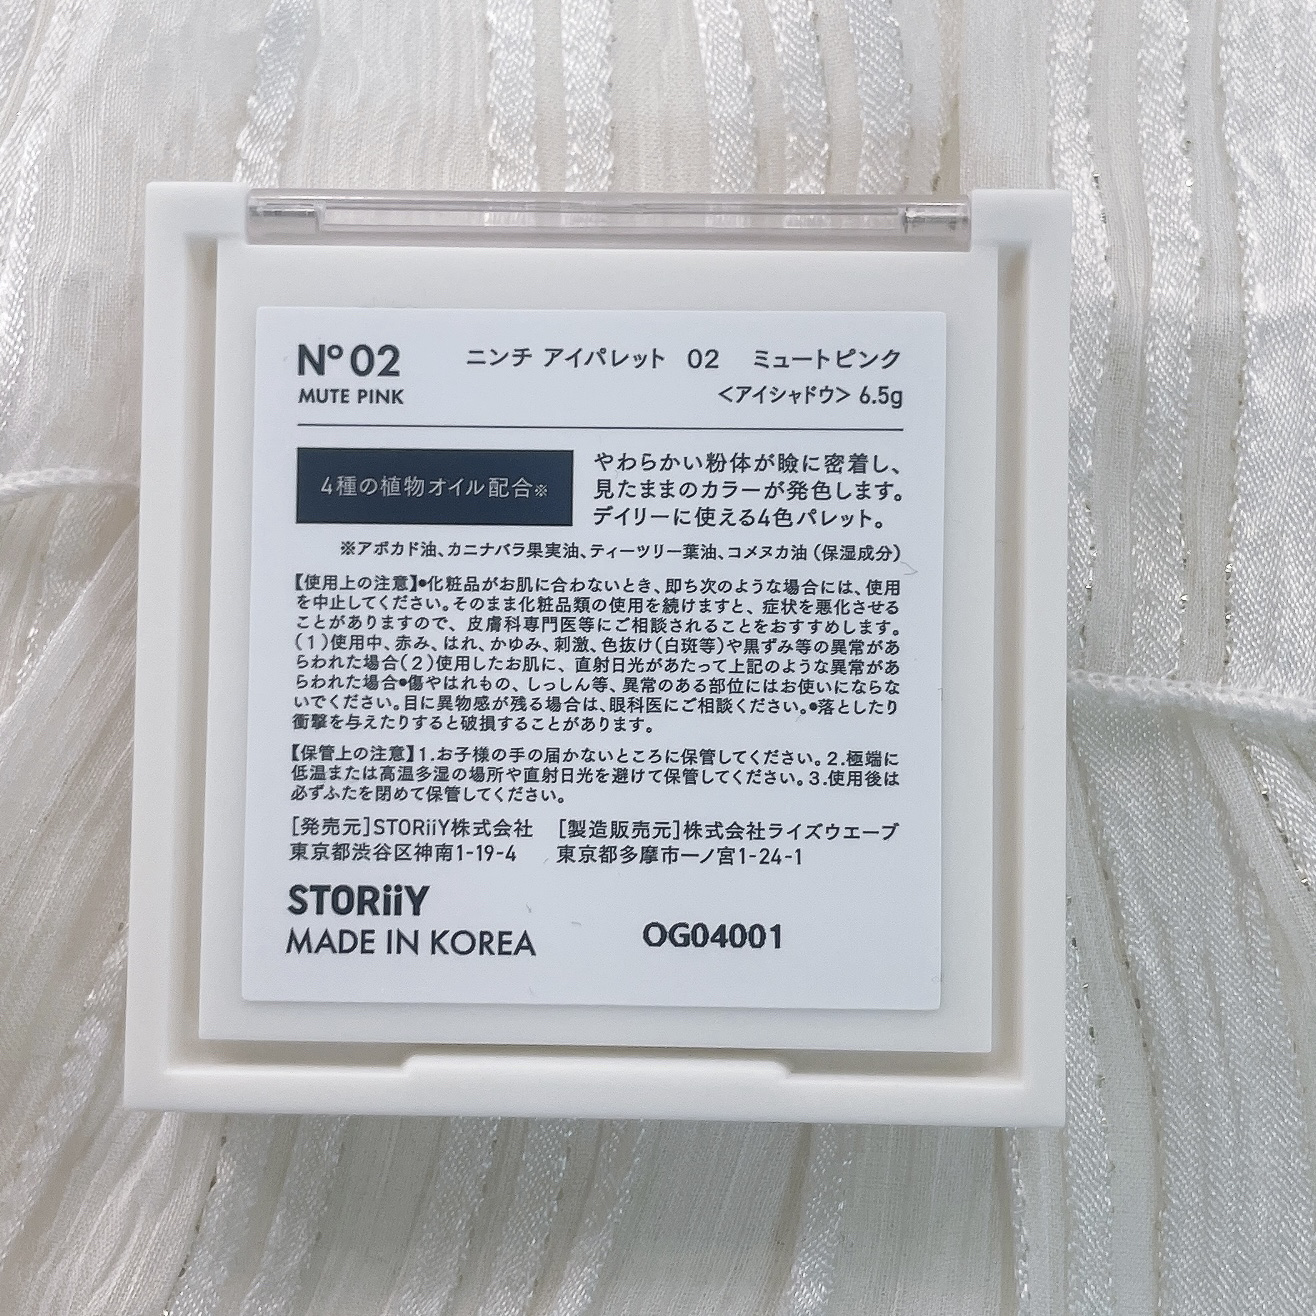 Nº 02 ニンチ アイパレット 02 ミュートピンク
MUTE PINK <アイシャドウ> 6.5g
4種の植物オイル配合※
やわらかい粉体が瞼に密着し、
見たままのカラーが発色します。
デイリーに使える4色パレット。
※アボカド油、カニナバラ果実油、ティーツリー葉油、コメヌカ油(保湿成分)
【使用上の注意】●化粧品がお肌に合わないとき、即ち次のような場合には、使用
を中止してください。そのまま化粧品類の使用を続けますと、症状を悪化させる
ことがありますので、皮膚科専門医等にご相談されることをおすすめします。
(1)使用中、赤み、はれ、かゆみ、刺激、色抜け(白斑等)や黒ずみ等の異常があ
らわれた場合(2)使用したお肌に、直射日光があたって上記のような異常があ
らわれた場合●傷やはれもの、しっしん等、異常のある部位にはお使いにならな
いでください。目に異物感が残る場合は、眼科医にご相談ください。●落としたり
衝撃を与えたりすると破損することがあります。
【保管上の注意】1.お子様の手の届かないところに保管してください。2.極端に
低温または高温多湿の場所や直射日光を避けて保管してください。3.使用後は
必ずふたを閉めて保管してください。
[発売元]STORiiY株式会社 [製造販売元]株式会社ライズウエーブ
東京都渋谷区神南1-19-4 東京都多摩市一ノ宮1-24-1
STORiiY
MADE IN KOREA OG04001